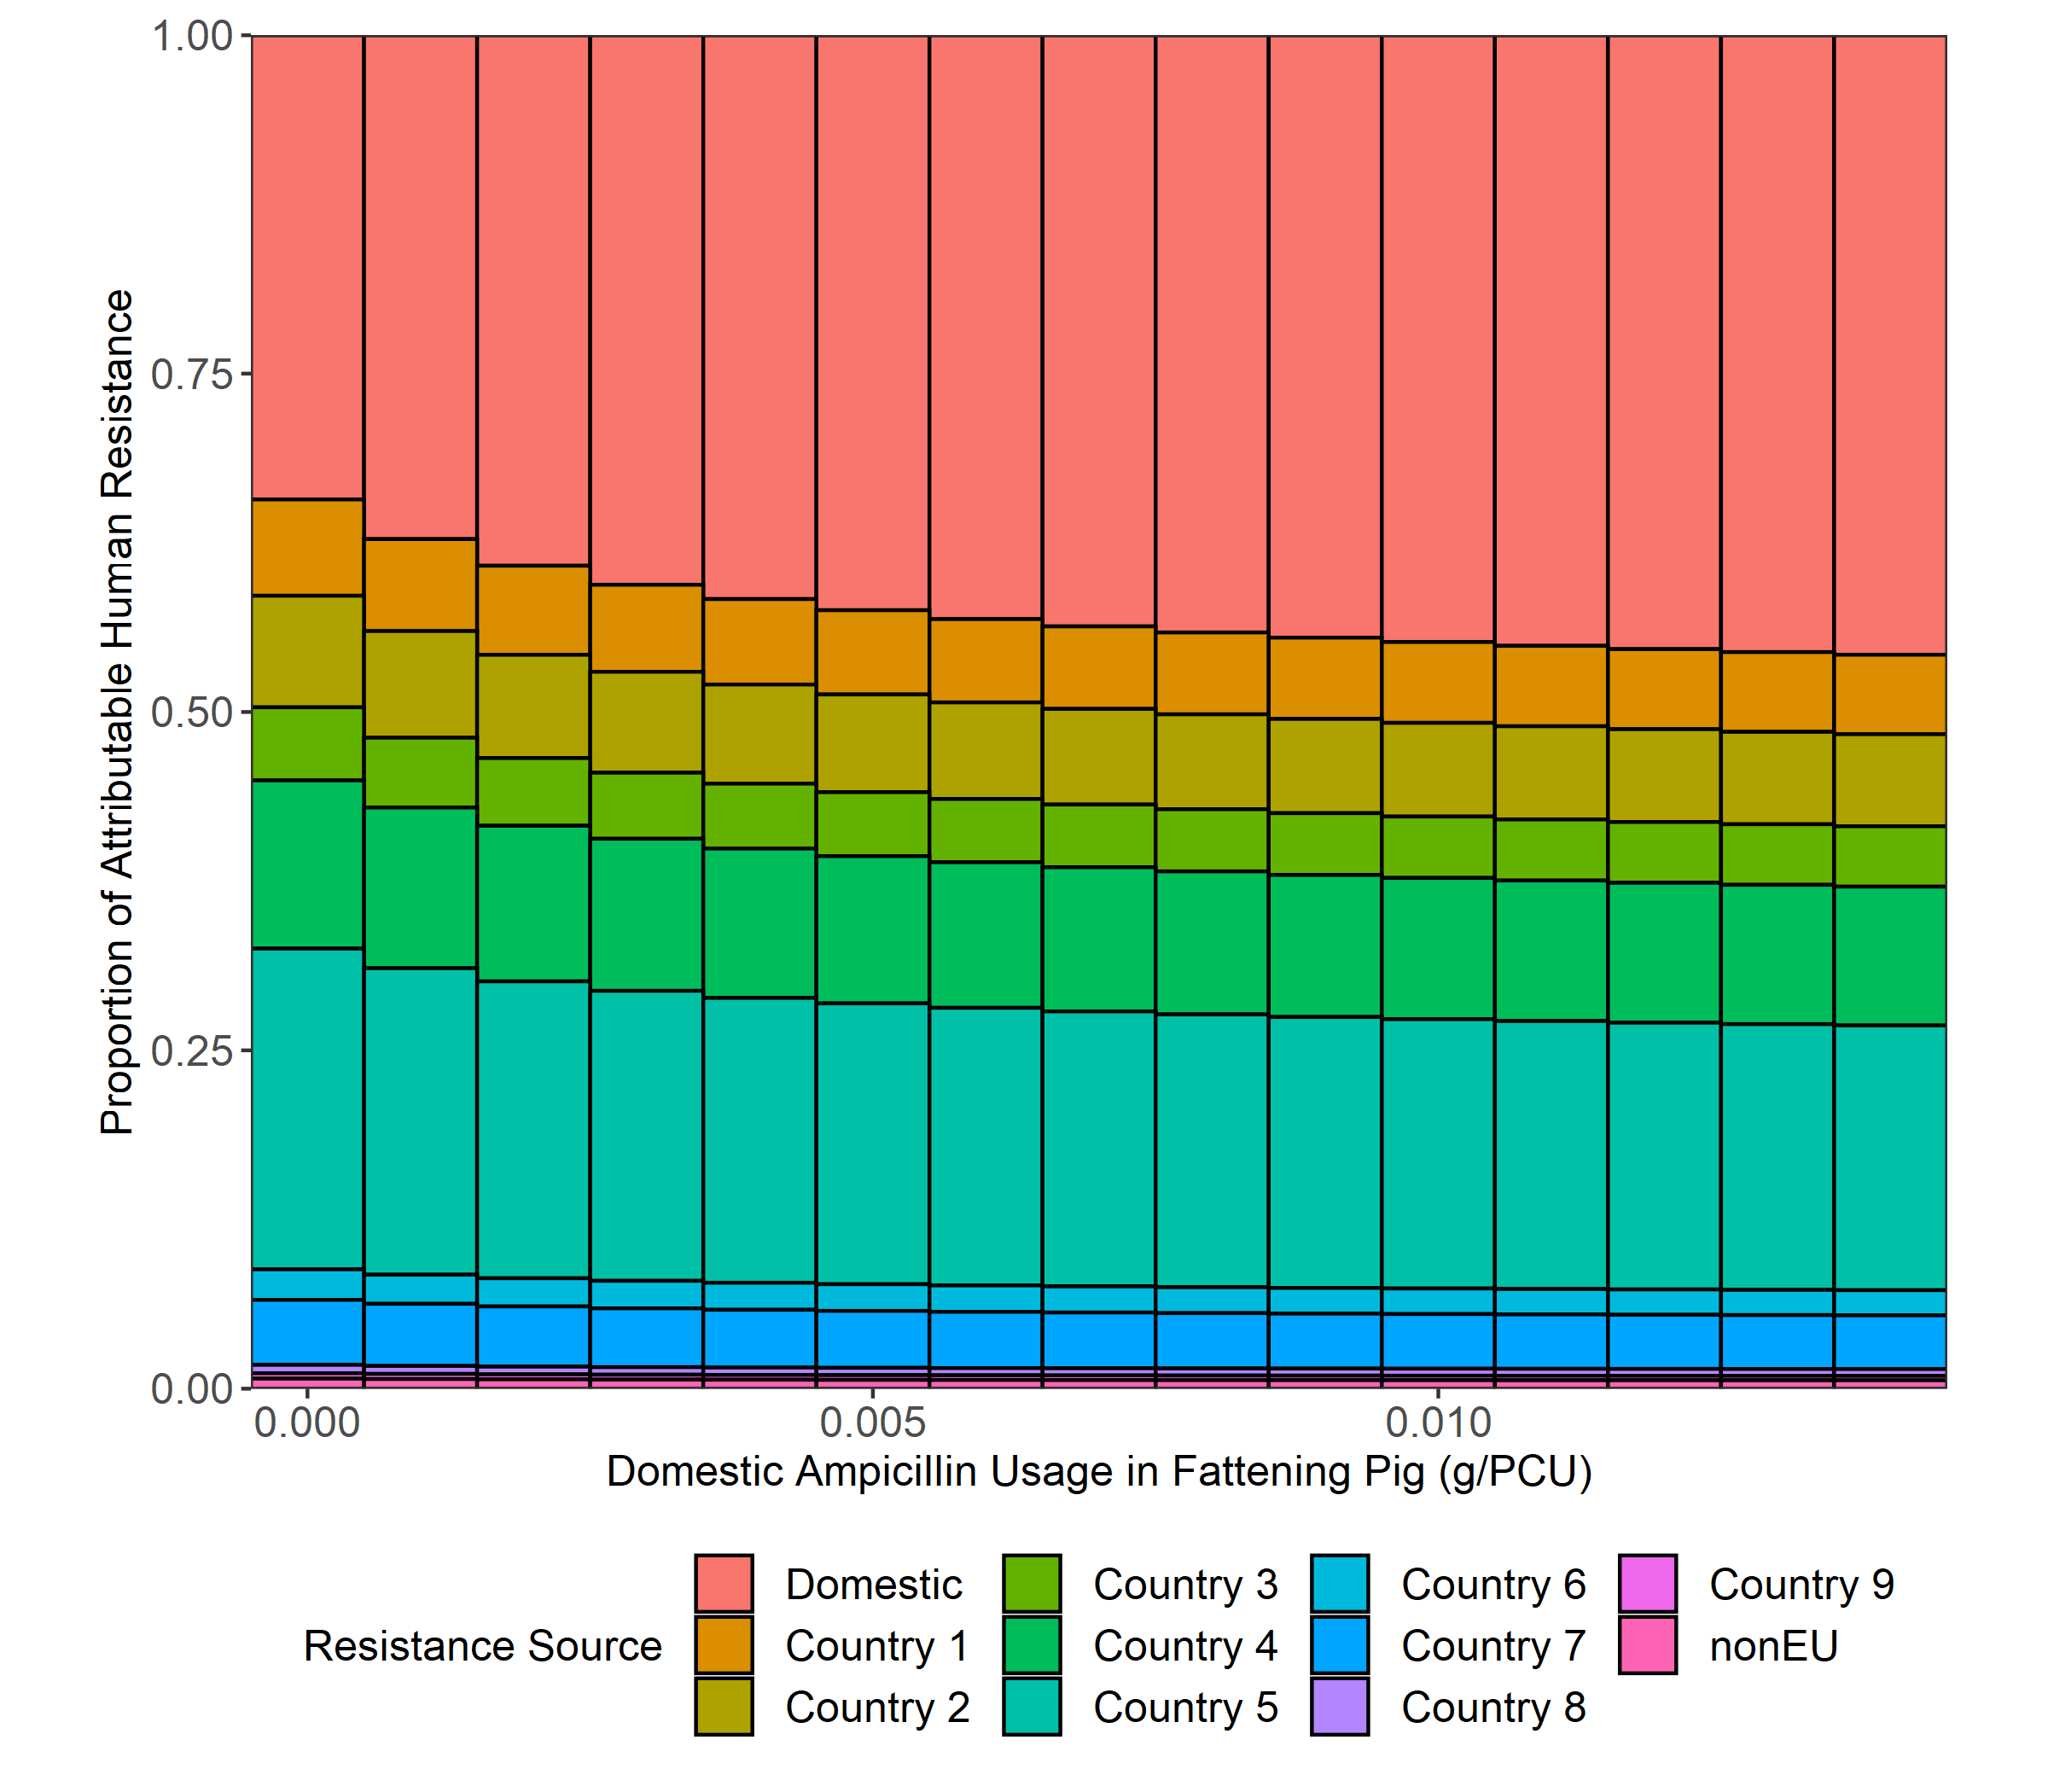 1.00
0.75
0.50
0.25
0.00
Proportion of Attributable Human Resistance
0.000 0.005 0.010
Domestic Ampicillin Usage in Fattening Pig (g/PCU)
Resistance Source
Domestic
Country 1
Country 2
Country 3
Country 4
Country 5
Country 6
Country 7
Country 8
Country 9
nonEU